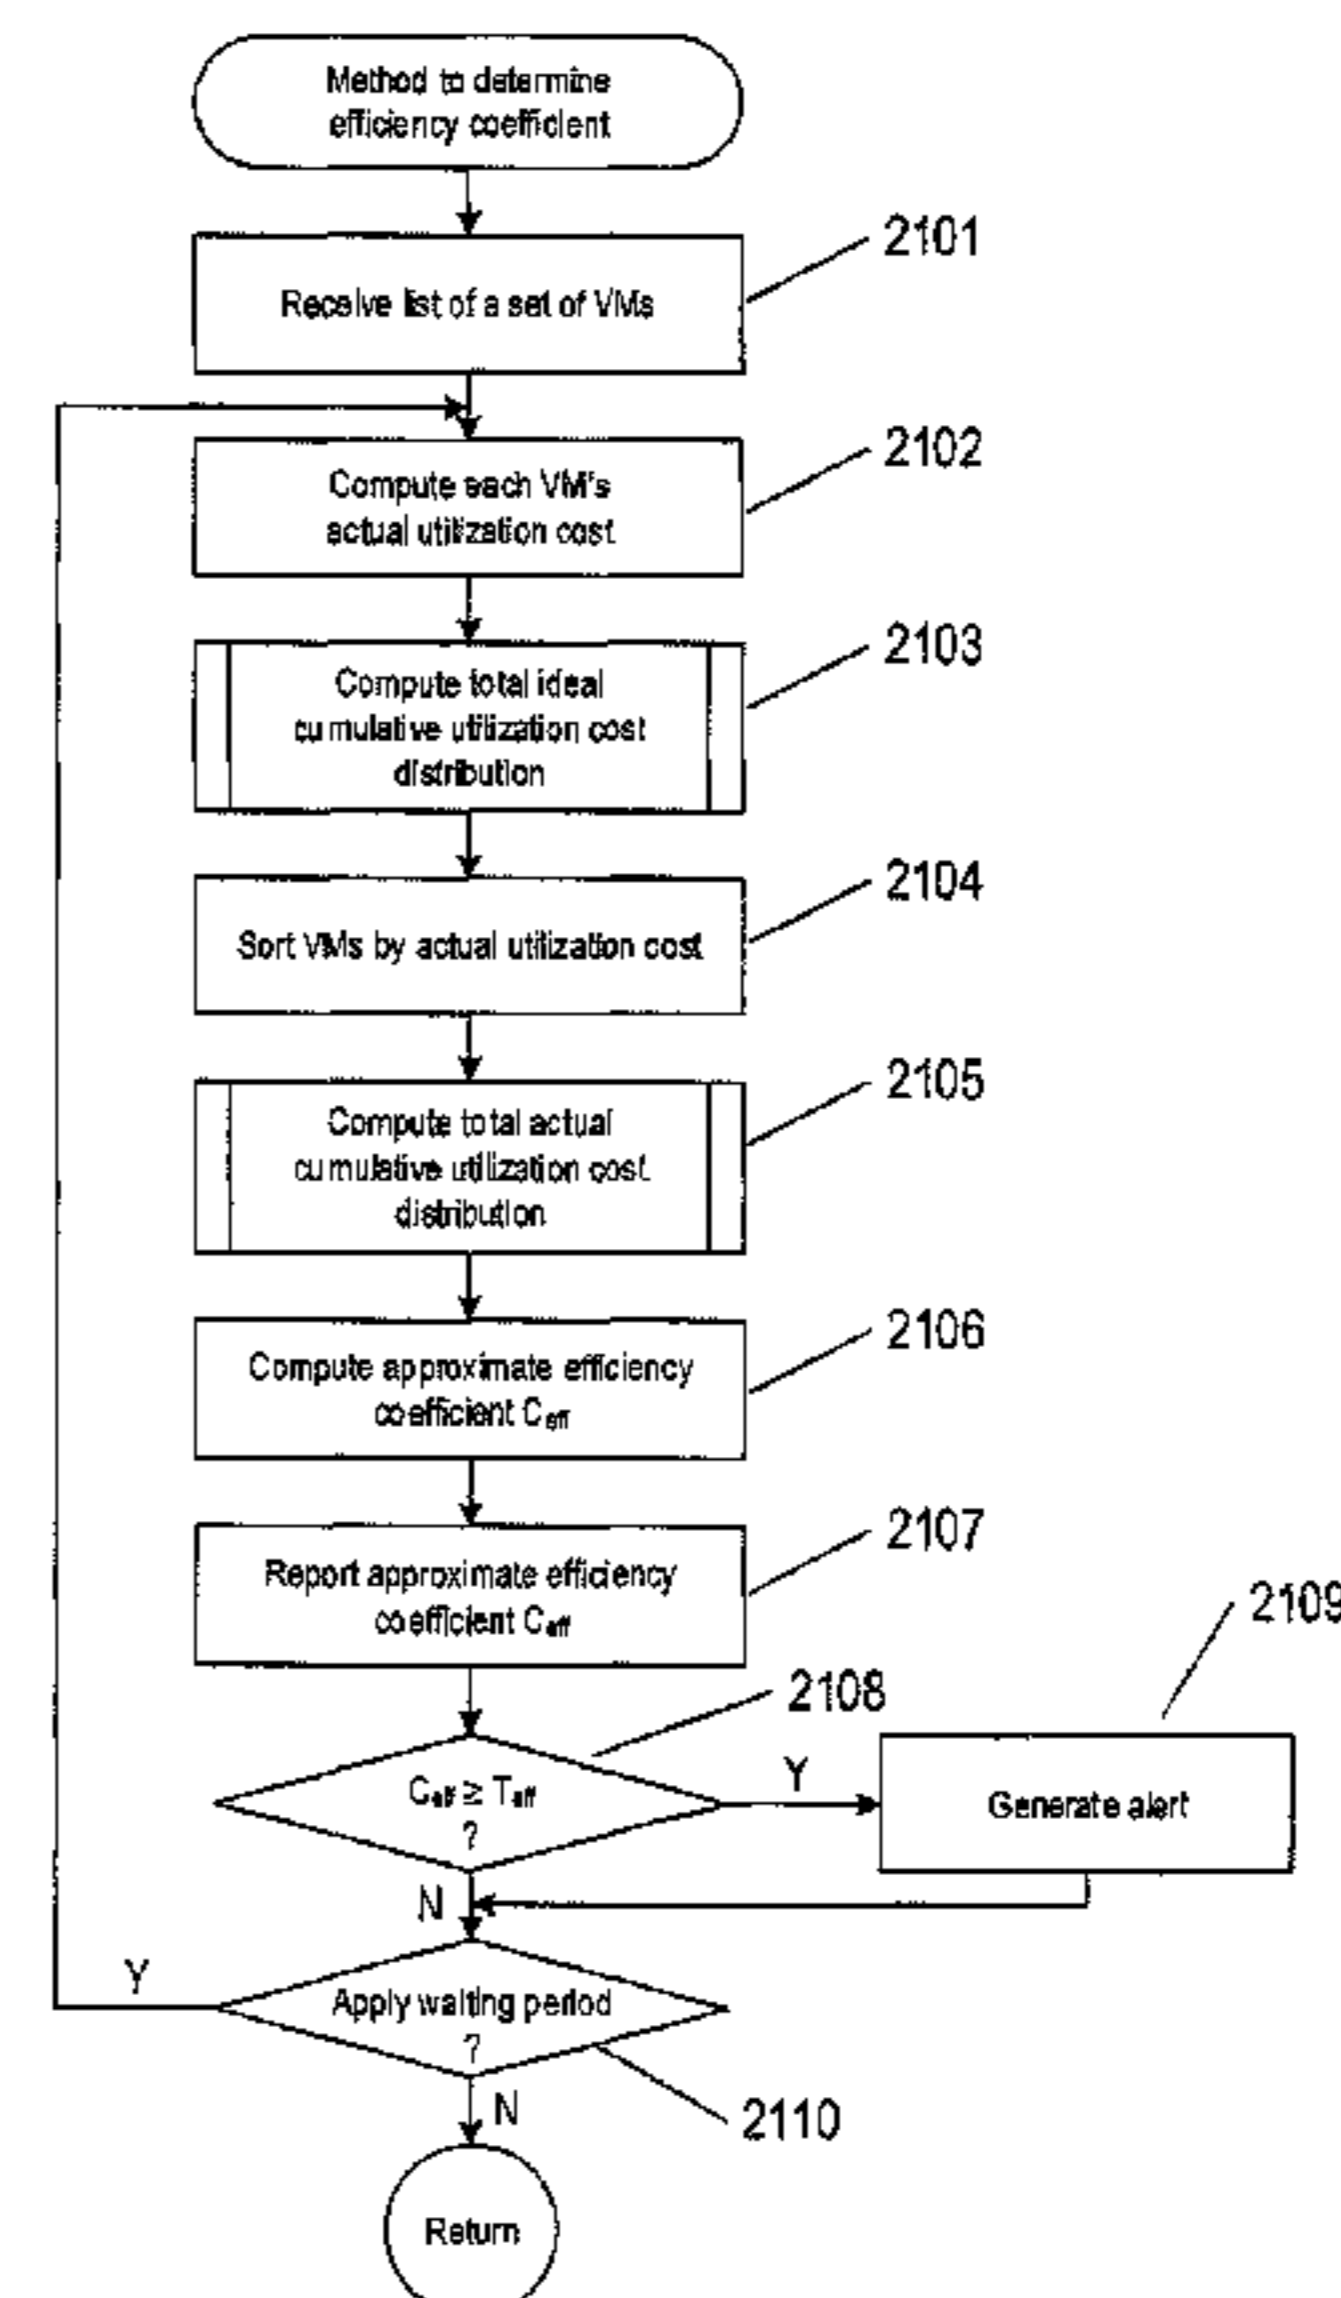 Method to determine
efficiency coefficient
2101
Receive list of a set of VMs
2102
Compute each VM's
actual utilization cost
2103
Compute total ideal
cumulative utilization cost
distribution
2104
Sort VMs by actual utilization cost
2105
Compute total actual
cumulative utilization cost
distribution
2106
Compute approximate efficiency
coefficient Ceff
2107
Report approximate efficiency
coefficient Ceff
2109
2108
Ceff ≥ Teff
?
Y
Generate alert
N
Y
Apply waiting period
?
N
2110
Return